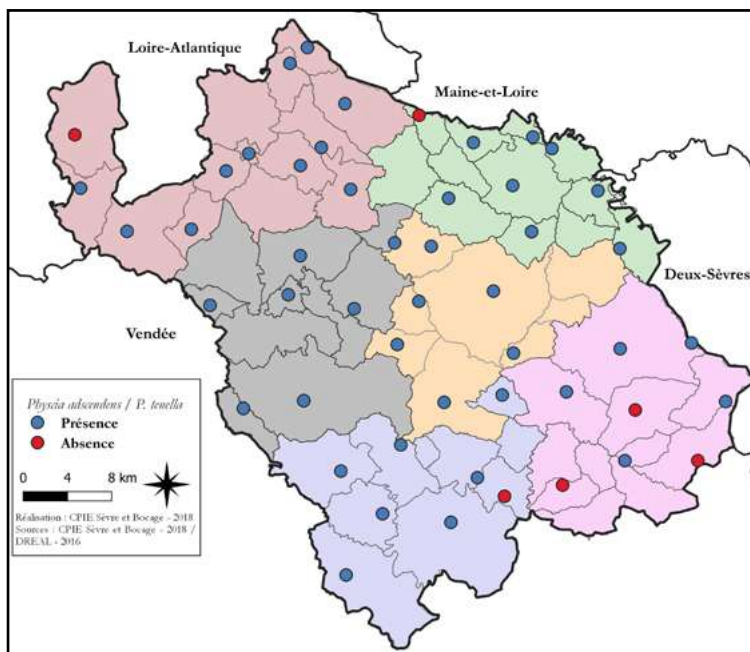 Loire-Atlantique
Maine-et-Loire
Deux-Sèvres
Vendée
Physcia adscendens / P. tenella
Présence
Absence
0 4 8 km
Réalisation : CPIE Sèvre et Bocage - 2018
Sources : CPIE Sèvre et Bocage - 2018 /
DREAL - 2016